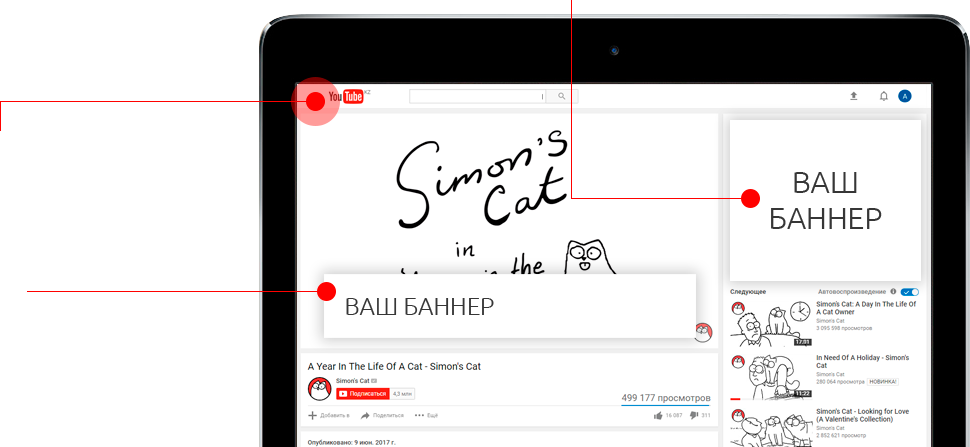 YouTube KZ
A
Simon's
Cat
in
in the
ВАШ
БАННЕР
ВАШ БАННЕР
A Year In The Life Of A Cat - Simon's Cat
Simon's Cat
Подписаться 4,3 млн
499 177 просмотров
Добавить в Поделиться Ещё
16 087 311
Опубликовано: 9 июн. 2017 г.
Следующее Автовоспроизведение
Simon's Cat: A Day In The Life Of
A Cat Owner
Simon's Cat
3 095 598 просмотров
17:01
In Need Of A Holiday - Simon's
Cat
Simon's Cat
280 064 просмотра НОВИНКА!
11:22
Simon's Cat - Looking for Love
(A Valentine's Collection)
Simon's Cat
2 852 621 просмотр